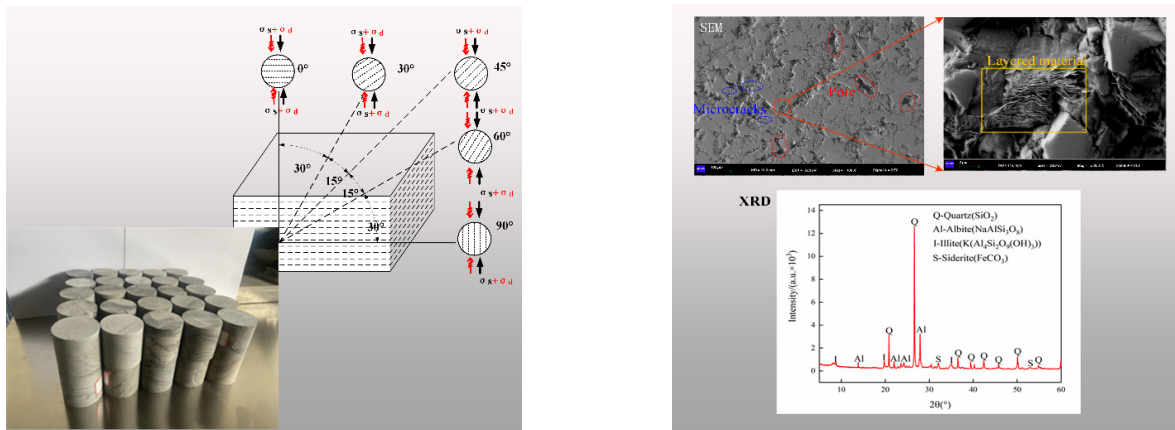 σ s+σ d
σ s+σ d
σ s+σ d
0°
30°
45°
σ s+σ d
σ s+σ d
σ s+σ d
60°
30°
15°
15°
30°
σ s+σ d
90°
σ s+σ d
SEM
Microcracks
Pore
Layered material
XRD
Q-Quartz(SiO2)
Al-Albite(NaAlSi3O8)
I-Illite(K(Al4Si2O9(OH)3))
S-Siderite(FeCO3)
Intensity/(a.u.×10³)
14
12
10
8
6
4
2
0
Q
Al
Q
I
Al
I
Al
Al
S
I
Q
Q
Q
Q
Q
S
Q
10
20
30
40
50
60
2θ(°)